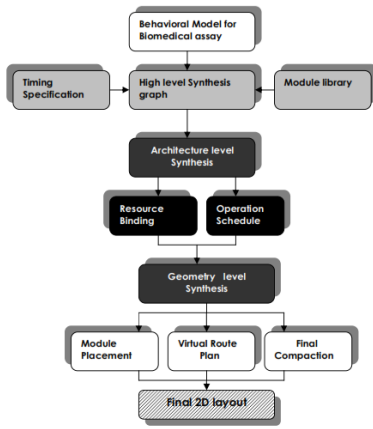 Behavioral Model for
Biomedical assay
Timing
Specification
High level Synthesis
graph
Module library
Architecture level
Synthesis
Resource
Binding
Operation
Schedule
Geometry level
Synthesis
Module
Placement
Virtual Route
Plan
Final
Compaction
Final 2D layout